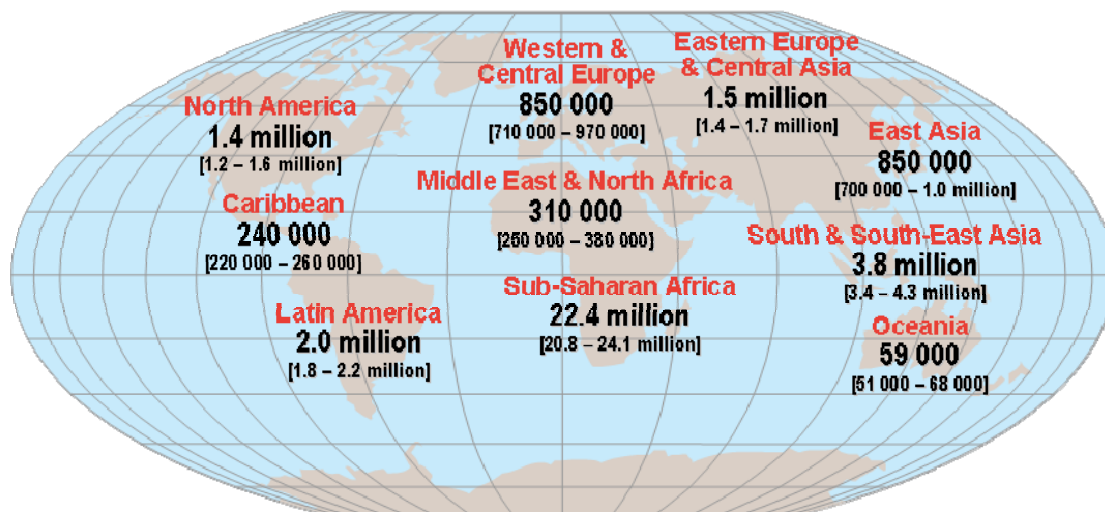 Western &
Central Europe
850 000
[710 000 – 970 000]
Eastern Europe
& Central Asia
1.5 million
[1.4 – 1.7 million]
North America
1.4 million
[1.2 – 1.6 million]
East Asia
850 000
[700 000 – 1.0 million]
Middle East & North Africa
310 000
[250 000 – 380 000]
Caribbean
240 000
[220 000 – 260 000]
South & South-East Asia
3.8 million
[3.4 – 4.3 million]
Sub-Saharan Africa
22.4 million
[20.8 – 24.1 million]
Latin America
2.0 million
[1.8 – 2.2 million]
Oceania
59 000
[51 000 – 68 000]